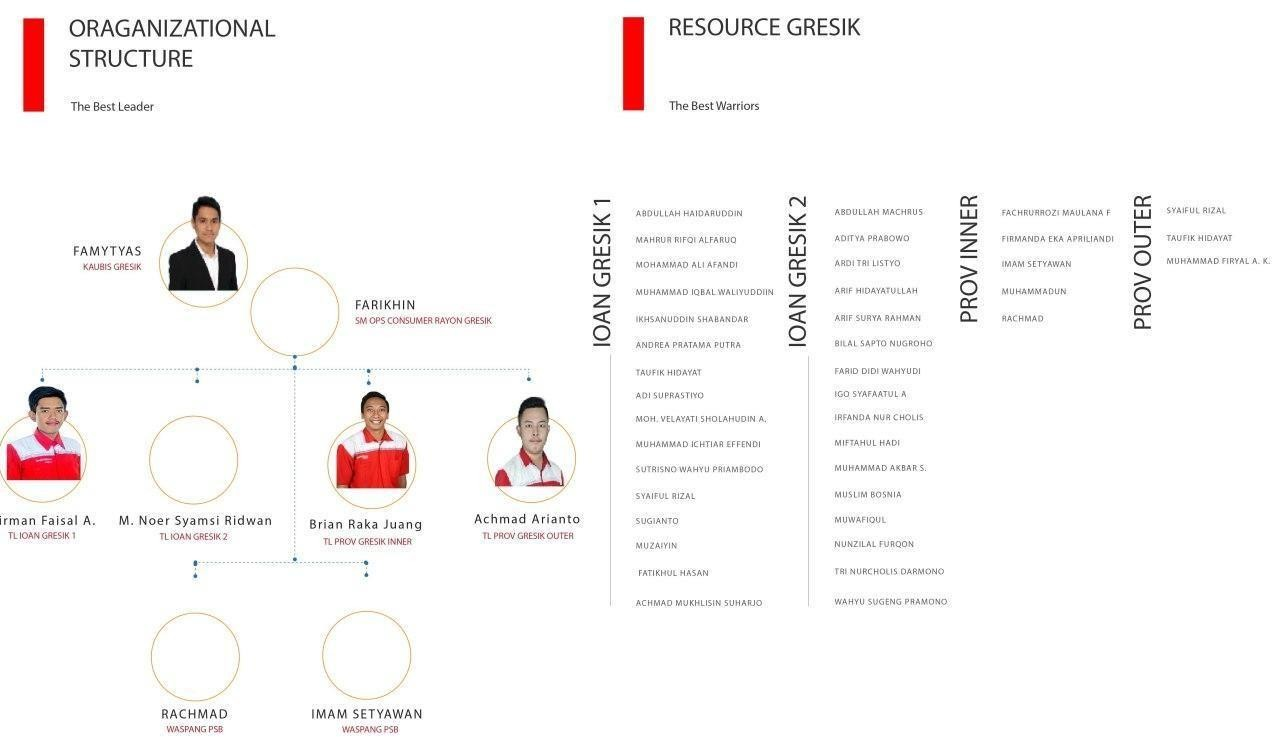 ORAGANIZATIONAL
STRUCTURE
The Best Leader
FAMYTYAS
KAUBIS GRESIK
FARIKHIN
SM OPS CONSUMER RAYON GRESIK
irman Faisal A.
TL IOAN GRESIK 1
M. Noer Syamsi Ridwan
TL IOAN GRESIK 2
Brian Raka Juang
TL PROV GRESIK INNER
Achmad Arianto
TL PROV GRESIK OUTER
RACHMAD
WASPANG PSB
IMAM SETYAWAN
WASPANG PSB
RESOURCE GRESIK
The Best Warriors
IOAN GRESIK 1
ABDULLAH HAIDARUDDIN
MAHRUR RIFQI ALFARUQ
MOHAMMAD ALI AFANDI
MUHAMMAD IQBAL WALIYUDDIIN
IKHSANUDDIN SHABANDAR
ANDREA PRATAMA PUTRA
TAUFIK HIDAYAT
ADI SUPRASTIYO
MOH. VELAYATI SHOLAHUDIN A.
MUHAMMAD ICHTIAR EFFENDI
SUTRISNO WAHYU PRIAMBODO
SYAIFUL RIZAL
SUGIANTO
MUZAIYIN
FATIKHUL HASAN
ACHMAD MUKHLISIN SUHARJO
IOAN GRESIK 2
ABDULLAH MACHRUS
ADITYA PRABOWO
ARDI TRI LISTYO
ARIF HIDAYATULLAH
ARIF SURYA RAHMAN
BILAL SAPTO NUGROHO
FARID DIDI WAHYUDI
IGO SYAFAATUL A
IRFANDA NUR CHOLIS
MIFTAHUL HADI
MUHAMMAD AKBAR S.
MUSLIM BOSNIA
MUWAFIQUL
NUNZILAL FURQON
TRI NURCHOLIS DARMONO
WAHYU SUGENG PRAMONO
PROV INNER
FACHRURROZI MAULANA F
FIRMANDA EKA APRILIANDI
IMAM SETYAWAN
MUHAMMADUN
RACHMAD
PROV OUTER
SYAIFUL RIZAL
TAUFIK HIDAYAT
MUHAMMAD FIRYAL A. K.